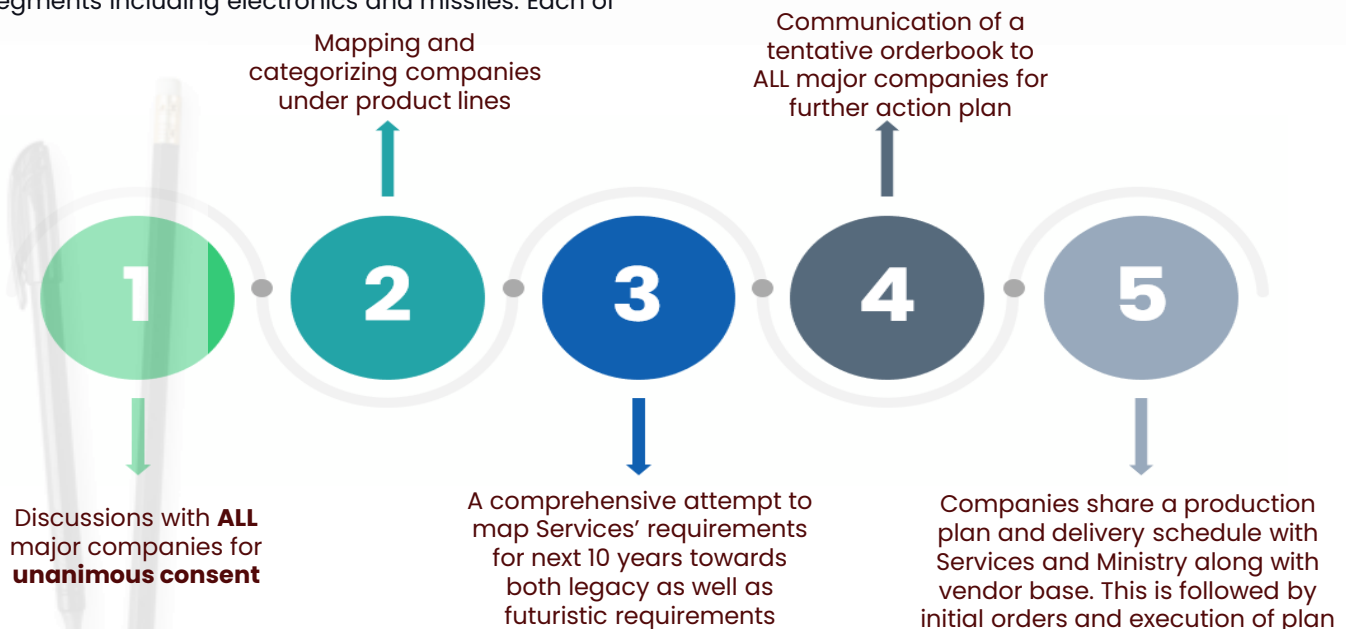 egments including electronics and missiles. Each of
Mapping and
categorizing companies
under product lines
Communication of a
tentative orderbook to
ALL major companies for
further action plan
1
2
3
4
5
Discussions with ALL
major companies for
unanimous consent
A comprehensive attempt to
map Services’ requirements
for next 10 years towards
both legacy as well as
futuristic requirements
Companies share a production
plan and delivery schedule with
Services and Ministry along with
vendor base. This is followed by
initial orders and execution of plan